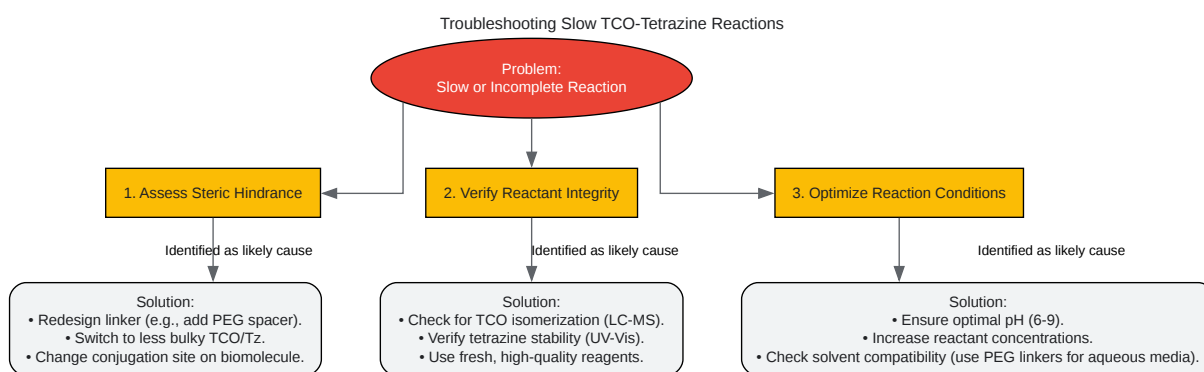 Troubleshooting Slow TCO-Tetrazine Reactions
Problem:
Slow or Incomplete Reaction
1. Assess Steric Hindrance
2. Verify Reactant Integrity
3. Optimize Reaction Conditions
Identified as likely cause
Identified as likely cause
Identified as likely cause
Solution:
• Redesign linker (e.g., add PEG spacer).
• Switch to less bulky TCO/Tz.
• Change conjugation site on biomolecule.
Solution:
• Check for TCO isomerization (LC-MS).
• Verify tetrazine stability (UV-Vis).
• Use fresh, high-quality reagents.
Solution:
• Ensure optimal pH (6-9).
• Increase reactant concentrations.
• Check solvent compatibility (use PEG linkers for aqueous media).